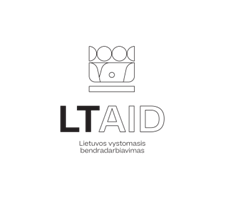 LTAID
Lietuvos vystomasis
bendradarbiavimas